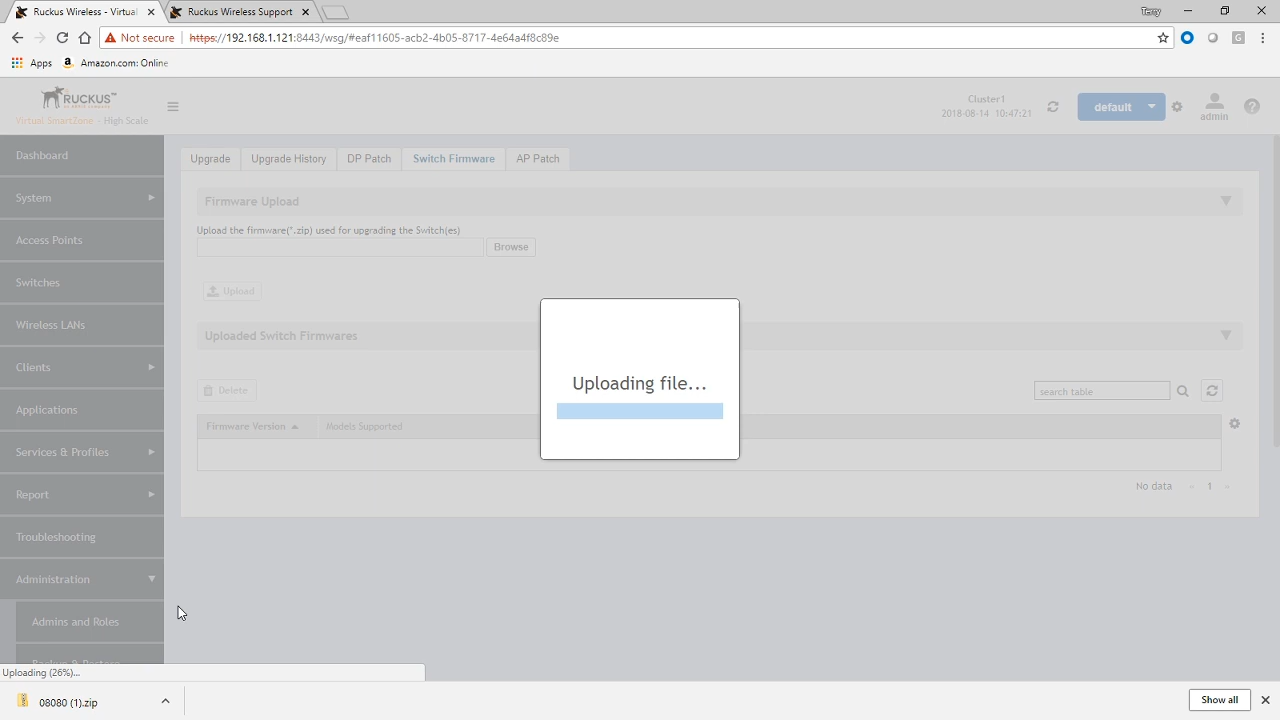 Ruckus Wireless - Virtual
Ruckus Wireless Support
Terry
Not secure
https://192.168.1.121:8443/wsg/#eaf11605-acb2-4b05-8717-4e64a4f8c89e
Apps
Amazon.com: Online
RUCKUS
Virtual SmartZone - High Scale
Cluster1
2018-08-14 10:47:21
default
admin
Dashboard
System
Access Points
Switches
Wireless LANs
Clients
Applications
Services & Profiles
Report
Troubleshooting
Administration
Admins and Roles
Backup & Restore
Upgrade
Upgrade History
DP Patch
Switch Firmware
AP Patch
Firmware Upload
Upload the firmware(*.zip) used for upgrading the Switch(es)
Browse
Upload
Uploaded Switch Firmwares
Delete
search table
Firmware Version
Models Supported
No data
1
Uploading file...
Uploading (26%)...
08080 (1).zip
Show all